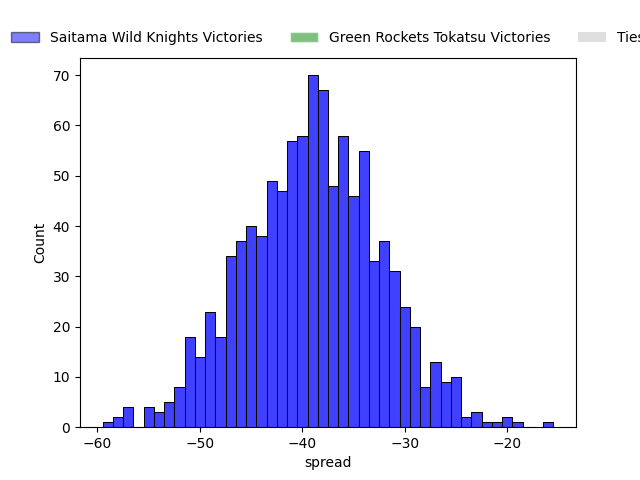 Saitama Wild Knights Victories Green Rockets Tokatsu Victories Ties
70
60
50
40
30
20
10
0
Count
−60 −50 −40 −30 −20
spread